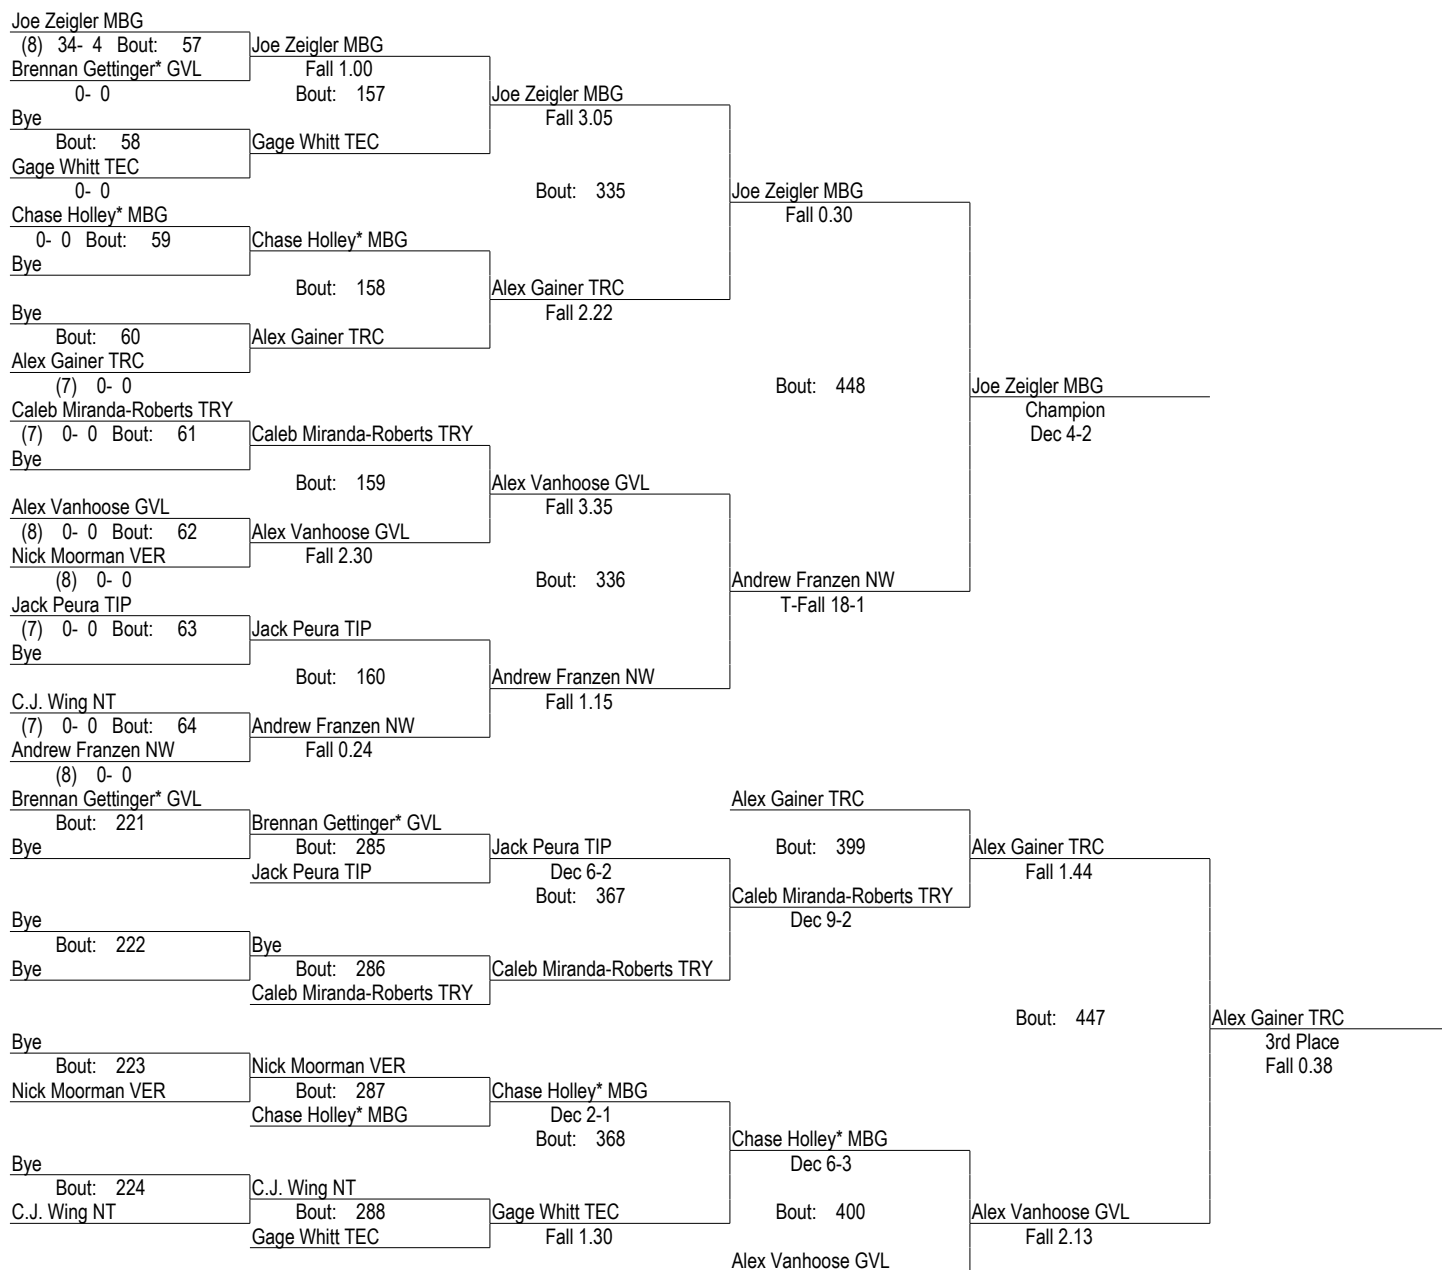 Joe Zeigler MBG
(8) 34- 4 Bout: 57 Joe Zeigler MBG
Brennan Gettinger* GVL Fall 1.00
0- 0 Bout: 157 Joe Zeigler MBG
Bye Fall 3.05
Bout: 58 Gage Whitt TEC
Gage Whitt TEC
0- 0 Bout: 335 Joe Zeigler MBG
Chase Holley* MBG Fall 0.30
0- 0 Bout: 59 Chase Holley* MBG
Bye
Bout: 158 Alex Gainer TRC
Bye Fall 2.22
Bout: 60 Alex Gainer TRC
Alex Gainer TRC
(7) 0- 0 Bout: 448 Joe Zeigler MBG
Caleb Miranda-Roberts TRY Champion
(7) 0- 0 Bout: 61 Caleb Miranda-Roberts TRY Dec 4-2
Bye
Bout: 159 Alex Vanhoose GVL
Alex Vanhoose GVL Fall 3.35
(8) 0- 0 Bout: 62 Alex Vanhoose GVL
Nick Moorman VER Fall 2.30
(8) 0- 0 Bout: 336 Andrew Franzen NW
Jack Peura TIP T-Fall 18-1
(7) 0- 0 Bout: 63 Jack Peura TIP
Bye
Bout: 160 Andrew Franzen NW
C.J. Wing NT Fall 1.15
(7) 0- 0 Bout: 64 Andrew Franzen NW
Andrew Franzen NW Fall 0.24
(8) 0- 0
Brennan Gettinger* GVL Alex Gainer TRC
Bout: 221 Brennan Gettinger* GVL
Bye Bout: 285 Jack Peura TIP Bout: 399 Alex Gainer TRC
Jack Peura TIP Dec 6-2 Fall 1.44
Bout: 367 Caleb Miranda-Roberts TRY
Bye Dec 9-2
Bout: 222 Bye
Bye Bout: 286 Caleb Miranda-Roberts TRY
Caleb Miranda-Roberts TRY
Bout: 447 Alex Gainer TRC
Bye 3rd Place
Bout: 223 Nick Moorman VER Fall 0.38
Nick Moorman VER Bout: 287 Chase Holley* MBG
Chase Holley* MBG Dec 2-1
Bout: 368 Chase Holley* MBG
Bye Dec 6-3
Bout: 224 C.J. Wing NT
C.J. Wing NT Bout: 288 Gage Whitt TEC Bout: 400 Alex Vanhoose GVL
Gage Whitt TEC Fall 1.30 Fall 2.13
Alex Vanhoose GVL